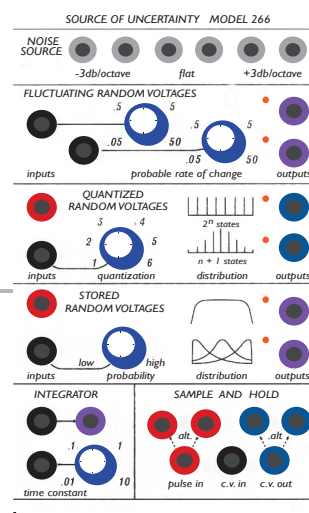 SOURCE OF UNCERTAINTY MODEL 266
NOISE
SOURCE
-3db/octave flat +3db/octave
FLUCTUATING RANDOM VOLTAGES
.5 5
.05 50
.5 5
.05 50
inputs probable rate of change outputs
QUANTIZED
RANDOM VOLTAGES
3 4
2 5
1 6
2n states
n + 1 states
inputs quantization distribution outputs
STORED
RANDOM VOLTAGES
low high
inputs probability distribution outputs
INTEGRATOR
.1 1
.01 10
time constant
SAMPLE AND HOLD
alt. .alt
pulse in c.v. in c.v. out